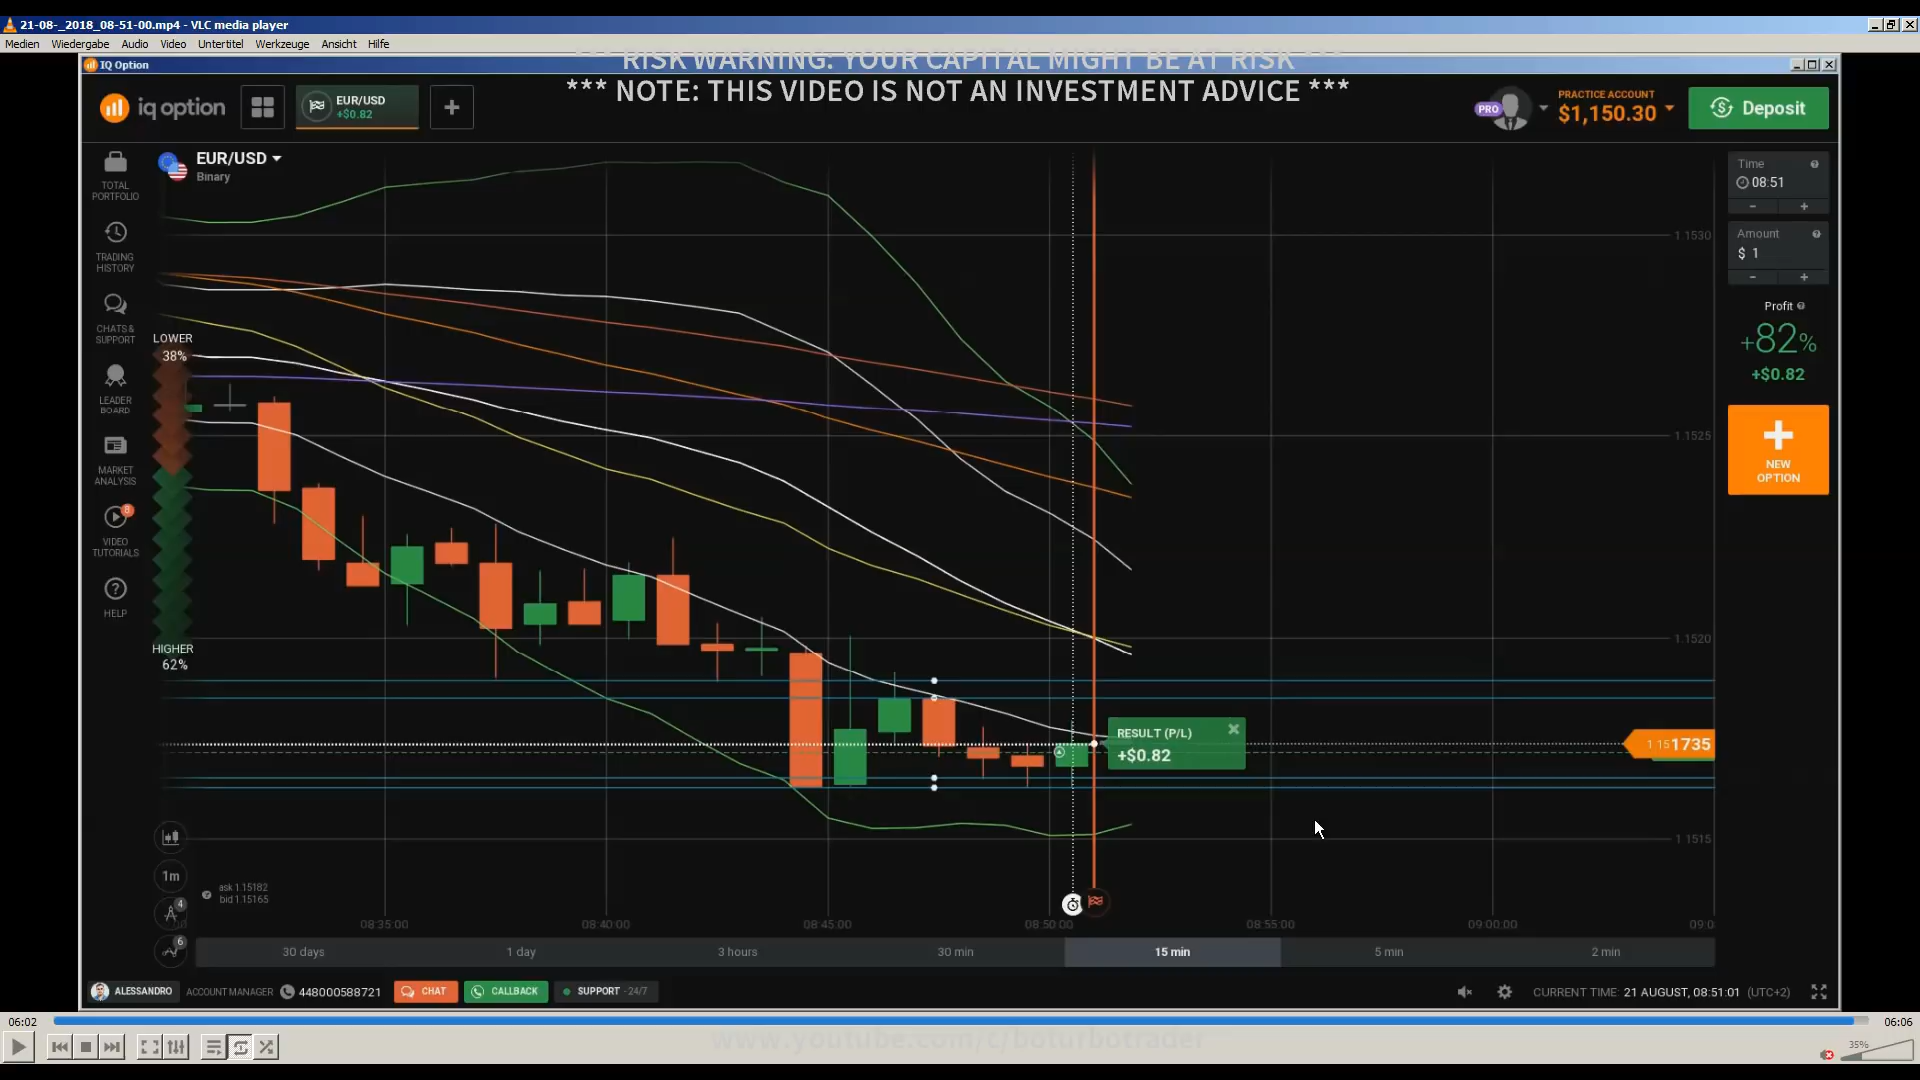 21-08-_2018_08-51-00.mp4 - VLC media player
Medien Wiedergabe Audio Video Untertitel Werkzeuge Ansicht Hilfe
*** RISK WARNING: YOUR CAPITAL MIGHT BE AT RISK ***
IQ Option
*** NOTE: THIS VIDEO IS NOT AN INVESTMENT ADVICE ***
iq option
EUR/USD
+$0.82
+
PRO
PRACTICE ACCOUNT
$1,150.30
Deposit
EUR/USD
Binary
TOTAL
PORTFOLIO
TRADING
HISTORY
CHATS &
SUPPORT
LEADER
BOARD
MARKET
ANALYSIS
8
VIDEO
TUTORIALS
HELP
LOWER
38%
HIGHER
62%
Time
08:51
- +
Amount
$ 1
- +
Profit
+82%
+$0.82
NEW
OPTION
1.1530
1.1525
1.1520
1.1515
RESULT (P/L)
+$0.82
1.151735
1m
4
6
ask 1.15182
bid 1.15165
08:35:00 08:40:00 08:45:00 08:50:00 08:55:00 09:00:00 09:0
30 days 1 day 3 hours 30 min 15 min 5 min 2 min
ALESSANDRO ACCOUNT MANAGER 448000588721 CHAT CALLBACK SUPPORT - 24/7
CURRENT TIME: 21 AUGUST, 08:51:01 (UTC+2)
06:02 06:06
www.youtube.com/c/boturbotrader
35%